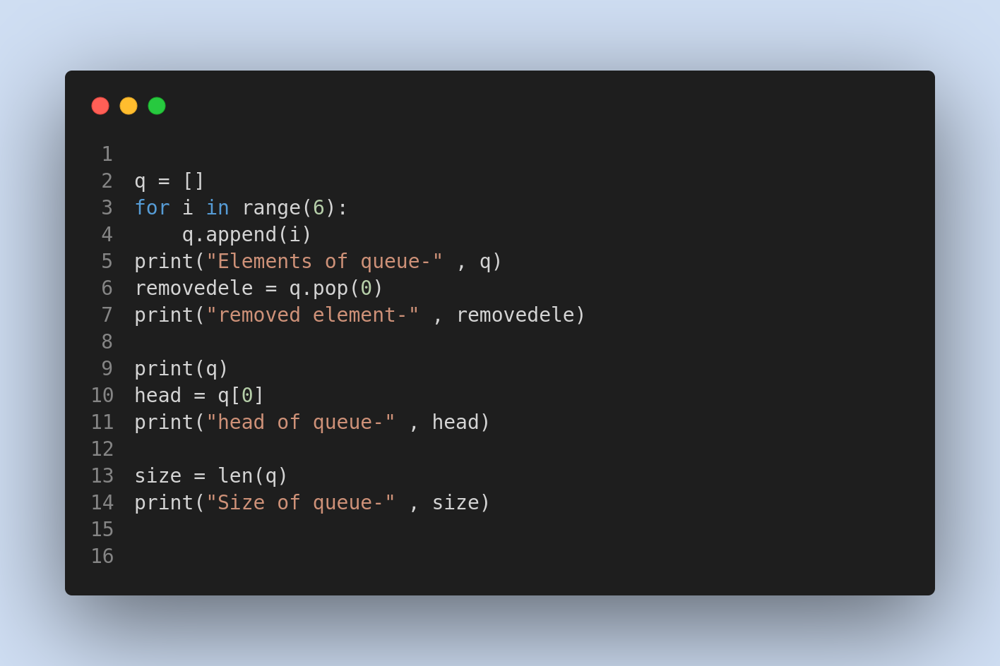 1
2 q = []
3 for i in range(6):
4     q.append(i)
5 print("Elements of queue-" , q)
6 removedele = q.pop(0)
7 print("removed element-" , removedele)
8
9 print(q)
10 head = q[0]
11 print("head of queue-" , head)
12
13 size = len(q)
14 print("Size of queue-" , size)
15
16